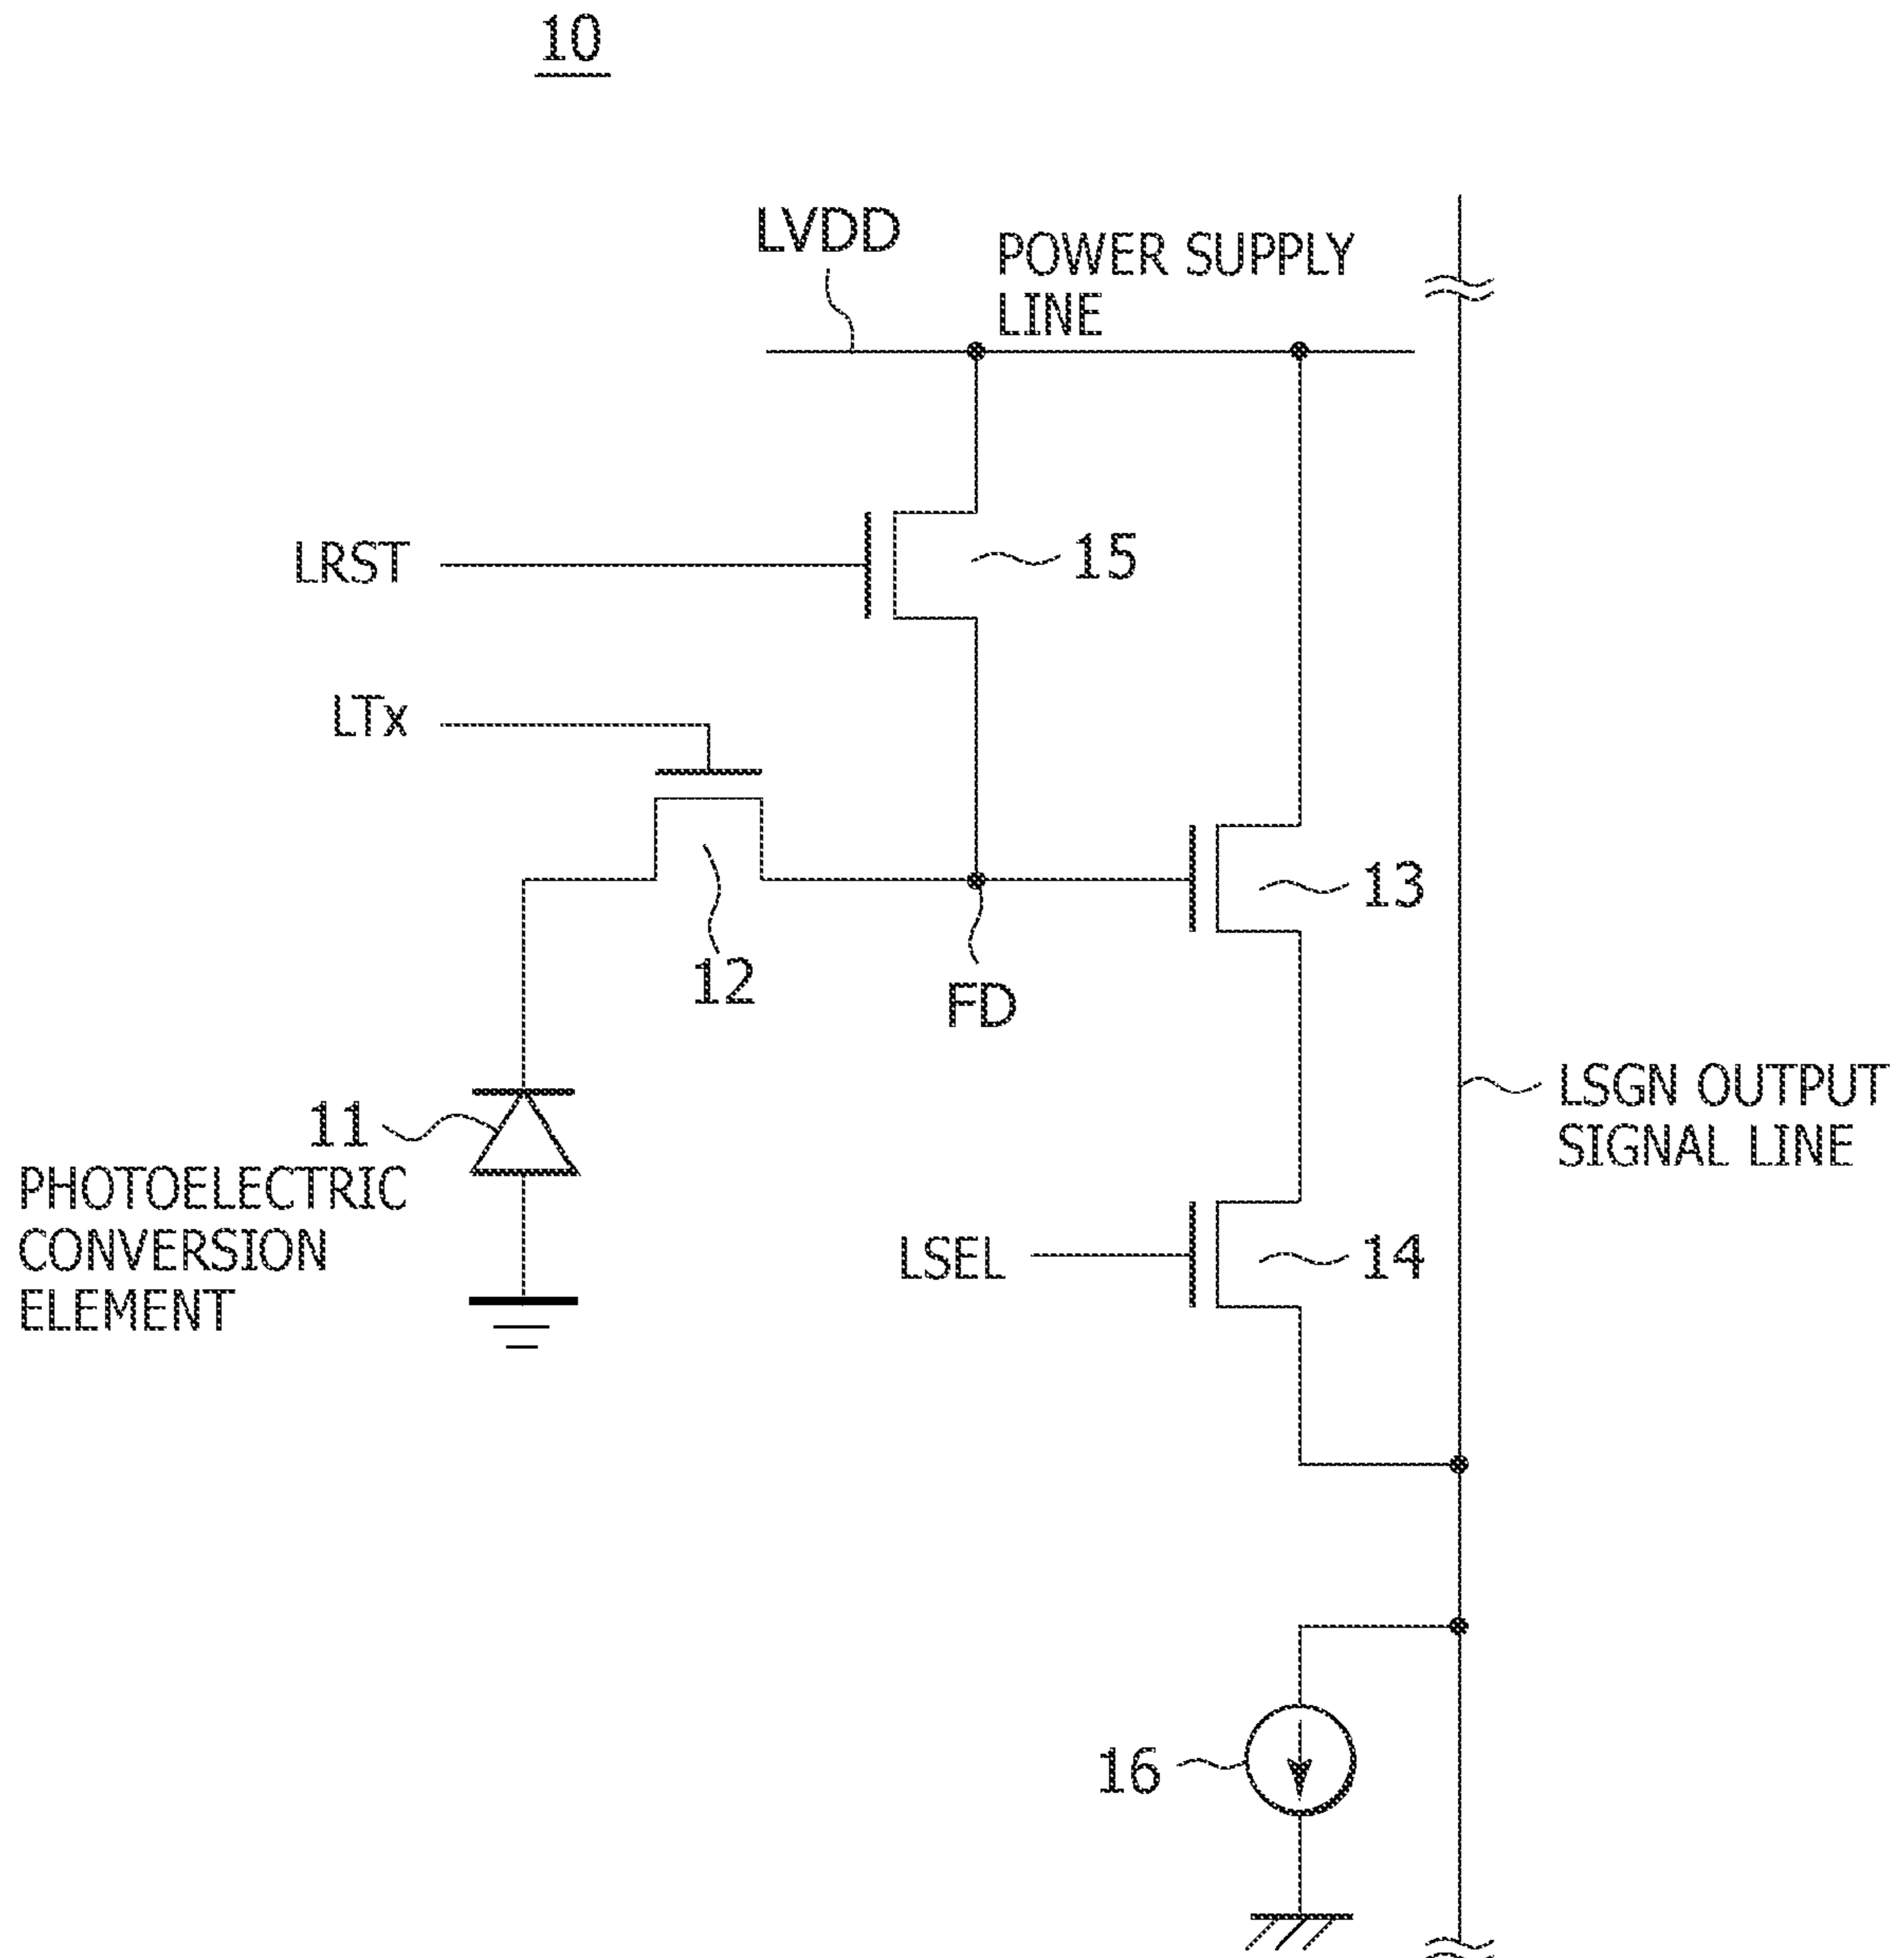 10
LVDD
POWER SUPPLY
LINE
LRST
15
LTx
13
12
FD
LSGN OUTPUT
SIGNAL LINE
11
PHOTOELECTRIC
CONVERSION
ELEMENT
LSEL
14
16